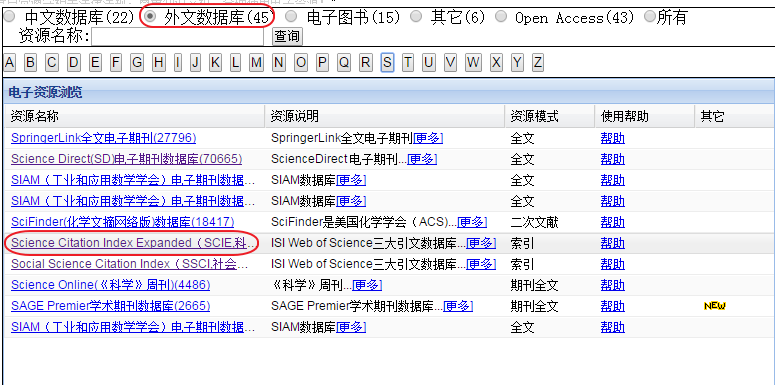 中文数据库(22) 外文数据库(45) 电子图书(15) 其它(6) Open Access(43) 所有
资源名称: 查询
A B C D E F G H I J K L M N O P Q R S T U V W X Y Z
电子资源浏览
资源名称 资源说明 资源模式 使用帮助 其它
SpringerLink全文电子期刊(27796) SpringerLink全文电子期刊[更多] 全文 帮助
Science Direct(SD)电子期刊数据库(70665) ScienceDirect 电子期刊...[更多] 全文 帮助
SIAM（工业和应用数学学会）电子期刊数据... SIAM数据库[更多] 全文 帮助
SIAM（工业和应用数学学会）电子期刊数据... SIAM数据库[更多] 全文 帮助
SciFinder(化学文摘网络版)数据库(18417) SciFinder是美国化学学会（ACS)...[更多] 二次文献 帮助
Science Citation Index Expanded（SCIE,科... ISI Web of Science三大引文数据库...[更多] 索引 帮助
Social Science Citation Index（SSCI,社会... ISI Web of Science三大引文数据库...[更多] 索引 帮助
Science Online(《科学》周刊)(4486) 《科学》周刊...[更多] 期刊全文 帮助
SAGE Premier学术期刊数据库(2665) SAGE Premier学术期刊数据库...[更多] 期刊全文 帮助 NEW
SIAM（工业和应用数学学会）电子期刊数据... SIAM数据库[更多] 全文 帮助